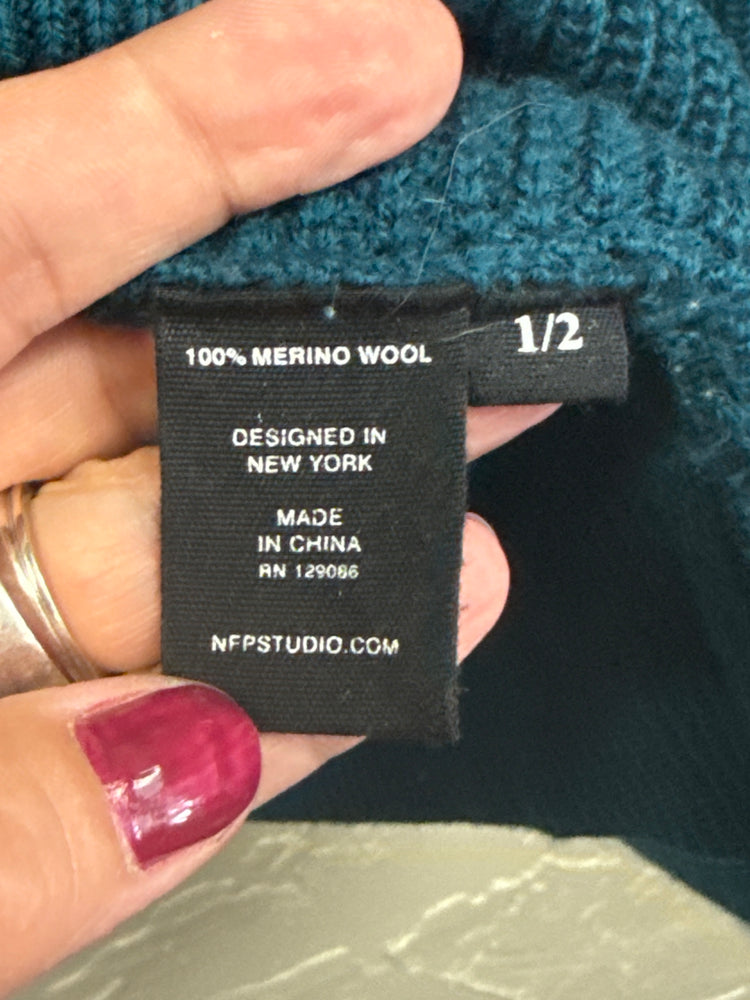 100% MERINO WOOL
1/2
DESIGNED IN
NEW YORK
MADE
IN CHINA
RN 129086
NFPSTUDIO.COM